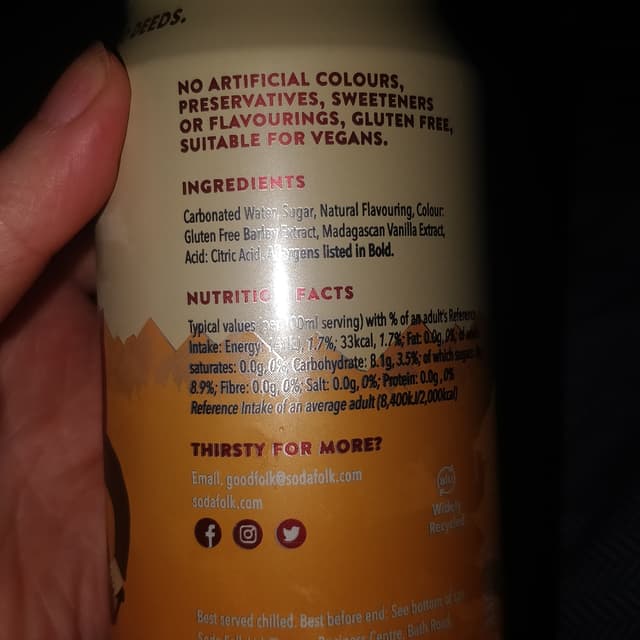 DEEDS.
NO ARTIFICIAL COLOURS,
PRESERVATIVES, SWEETENERS
OR FLAVOURINGS, GLUTEN FREE,
SUITABLE FOR VEGANS.
INGREDIENTS
Carbonated Water, Sugar, Natural Flavouring, Colour:
Gluten Free Barley Extract, Madagascan Vanilla Extract,
Acid: Citric Acid. Allergens listed in Bold.
NUTRITION FACTS
Typical values (per 100ml serving) with % of an adult's Reference
Intake: Energy: 1.7%; 33kcal, 1.7%; Fat: 0.0g, 0%; of which
saturates: 0.0g, 0%; Carbohydrate: 8.1g, 3.5%; of which sugars
8.9%; Fibre: 0.0g, 0%; Salt: 0.0g, 0%; Protein: 0.0g, 0%
Reference Intake of an average adult (8,400kJ/2,000kcal)
THIRSTY FOR MORE?
Email. goodfolk@sodafolk.com
sodafolk.com
Widely
Recycled
Best served chilled. Best before end: See bottom of
Business Centre, Bath Road,